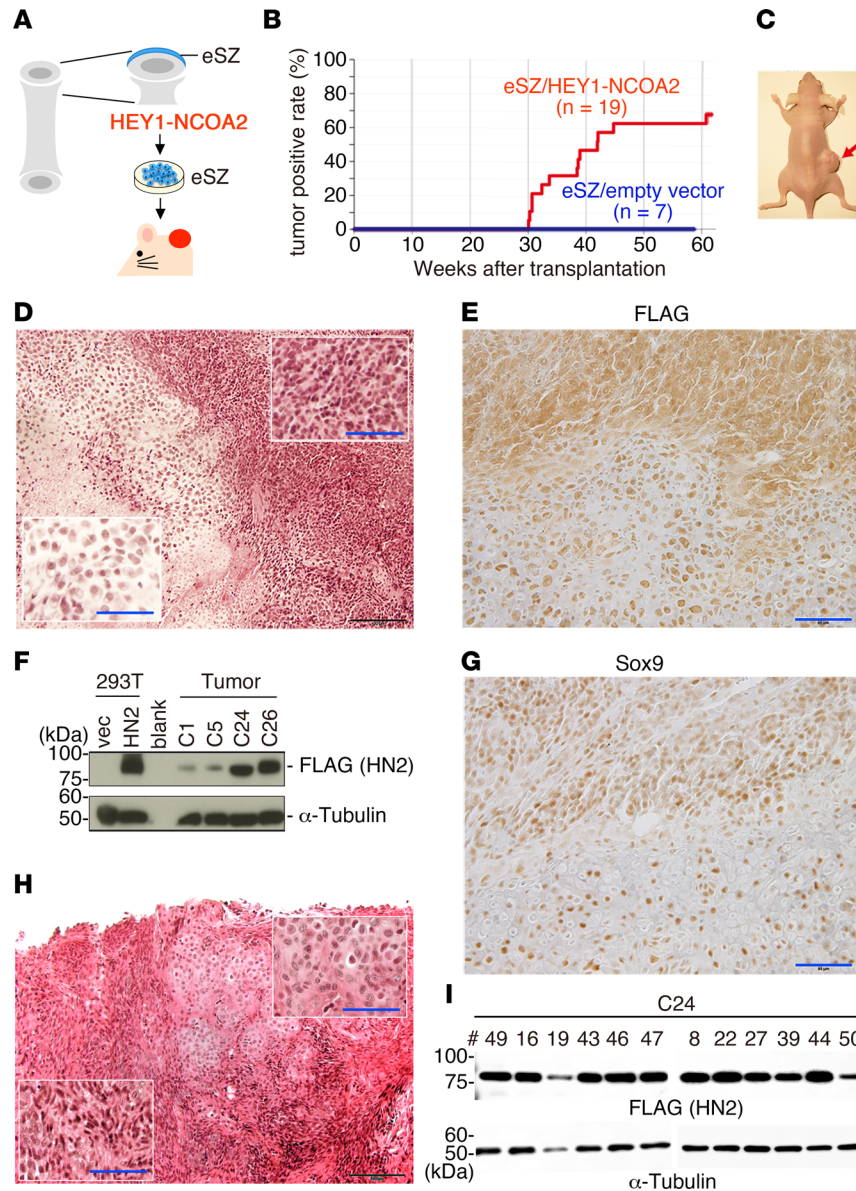 A
eSZ
HEY1-NCOA2
eSZ
B
tumor positive rate (%)
100
80
60
40
20
0
eSZ/HEY1-NCOA2
(n = 19)
eSZ/empty vector
(n = 7)
0 10 20 30 40 50 60
Weeks after transplantation
C
D
E
FLAG
F
293T Tumor
(kDa) vec HN2 blank C1 C5 C24 C26
100-
75-
- FLAG (HN2)
60-
50-
- α-Tubulin
G
Sox9
H
I
C24
# 49 16 19 43 46 47 8 22 27 39 44 50
100-
75-
FLAG (HN2)
60-
50-
(kDa)
α-Tubulin